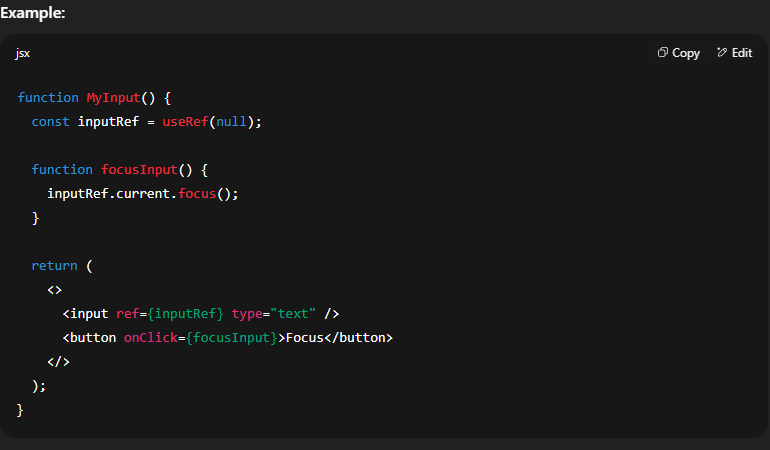 Example:
jsx
Copy
Edit
function MyInput() {
  const inputRef = useRef(null);

  function focusInput() {
    inputRef.current.focus();
  }

  return (
    <>
      <input ref={inputRef} type="text" />
      <button onClick={focusInput}>Focus</button>
    </>
  );
}